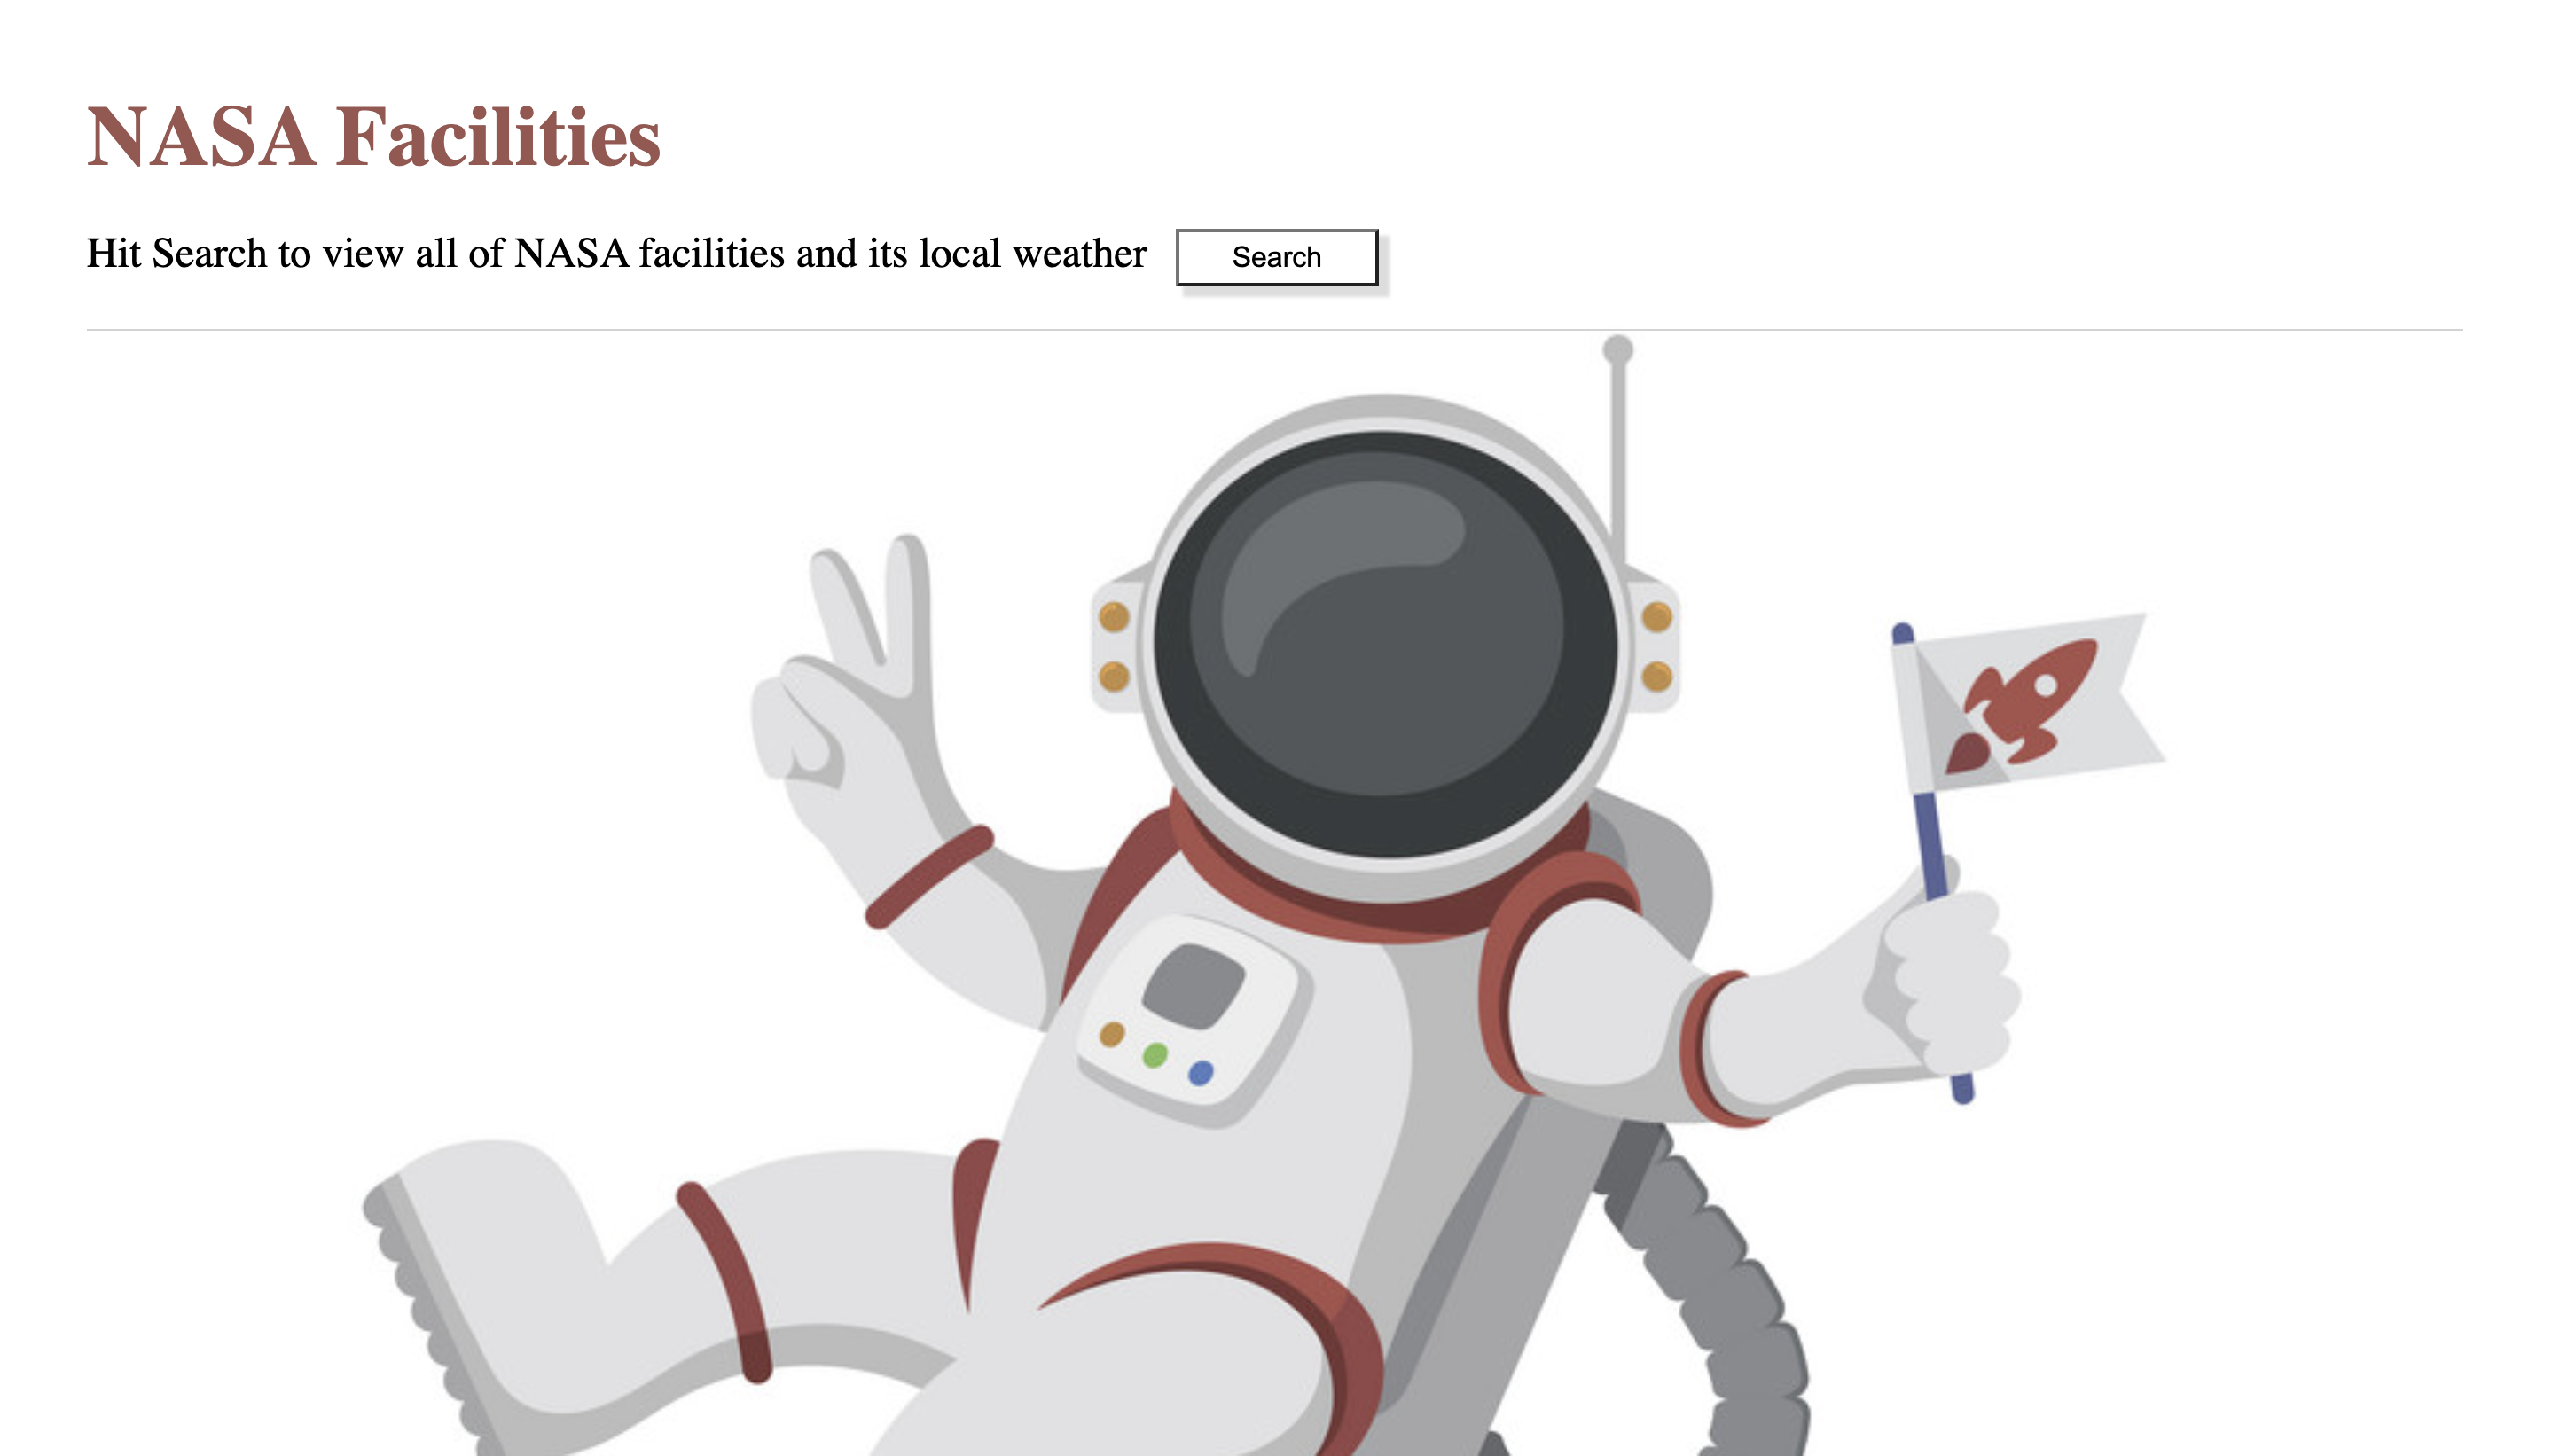 NASA Facilities
Hit Search to view all of NASA facilities and its local weather Search